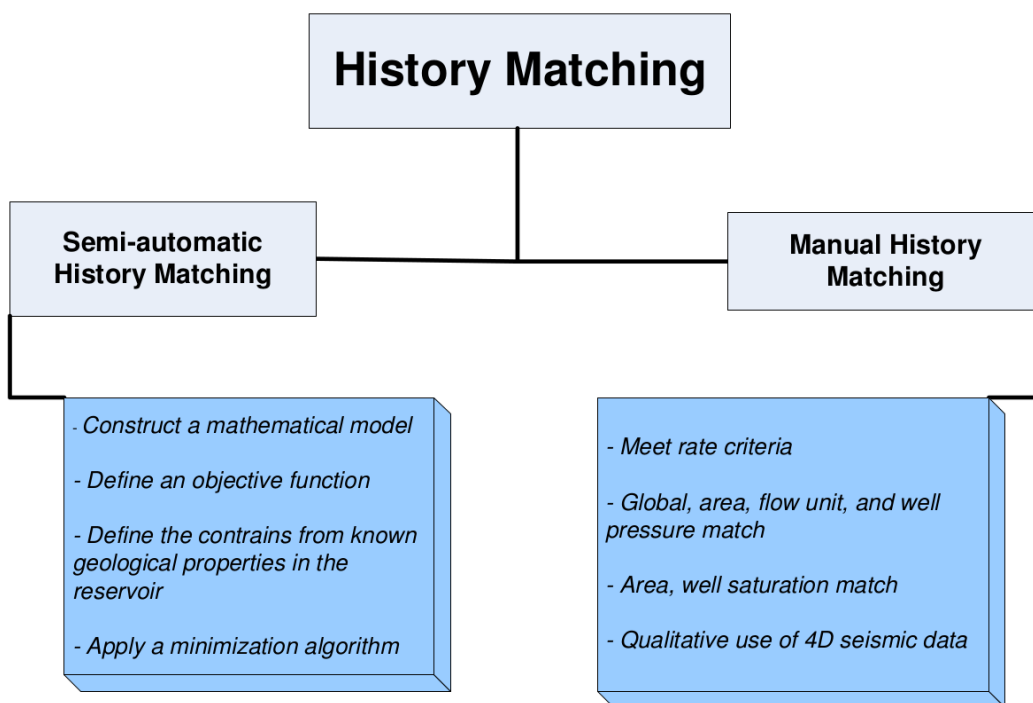 History Matching
Semi-automatic
History Matching
Manual History
Matching
- Construct a mathematical model
- Define an objective function
- Define the contrains from known
geological properties in the
reservoir
- Apply a minimization algorithm
- Meet rate criteria
- Global, area, flow unit, and well
pressure match
- Area, well saturation match
- Qualitative use of 4D seismic data